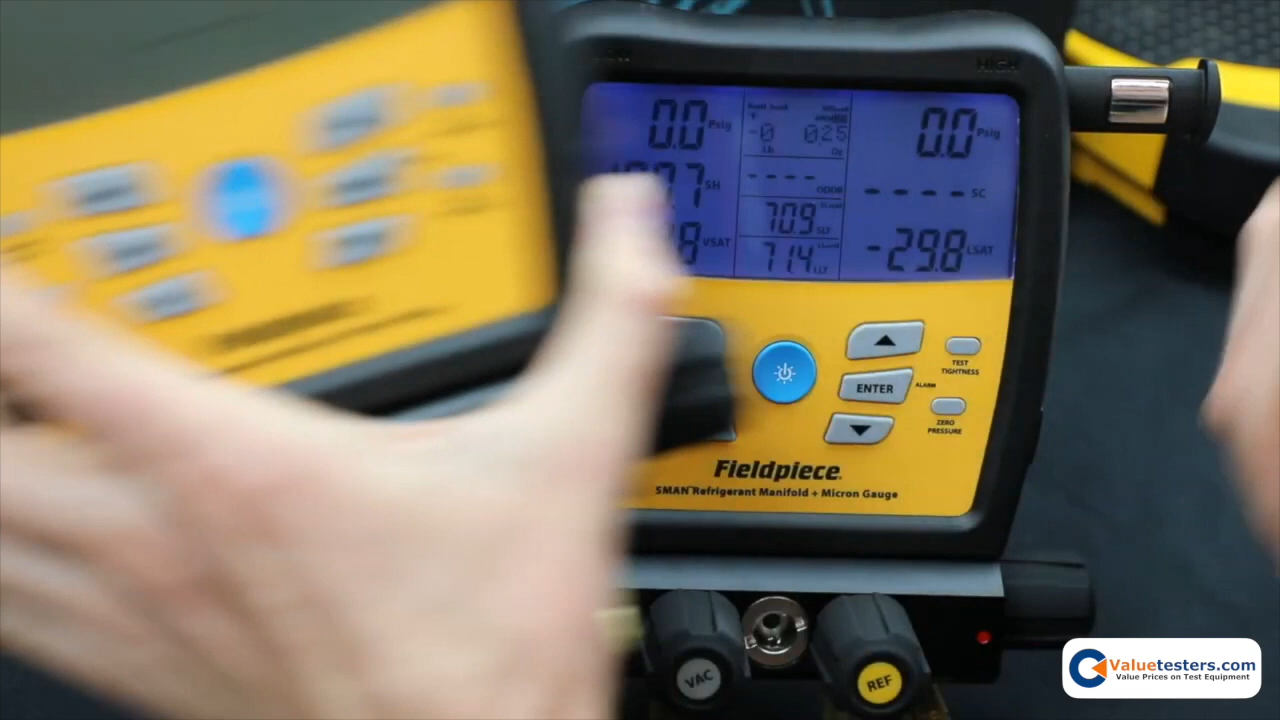 HIGH
0.0 Psig
-0 Lb 0.25 Oz
0.0 Psig
SH
---- ODDR
----- SC
70.9 SLT
VSAT
71.4 LLT
-29.8 LSAT
TEST
TIGHTNESS
ENTER
ALARM
ZERO
PRESSURE
Fieldpiece
SMAN Refrigerant Manifold + Micron Gauge
VAC
REF
Valuetesters.com
Value Prices on Test Equipment